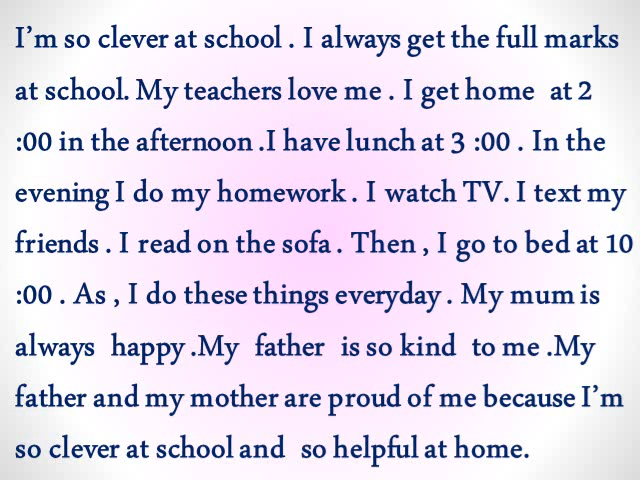 I’m so clever at school . I always get the full marks
at school. My teachers love me . I get home at 2
:00 in the afternoon .I have lunch at 3 :00 . In the
evening I do my homework . I watch TV. I text my
friends . I read on the sofa . Then , I go to bed at 10
:00 . As , I do these things everyday . My mum is
always happy .My father is so kind to me .My
father and my mother are proud of me because I’m
so clever at school and so helpful at home.